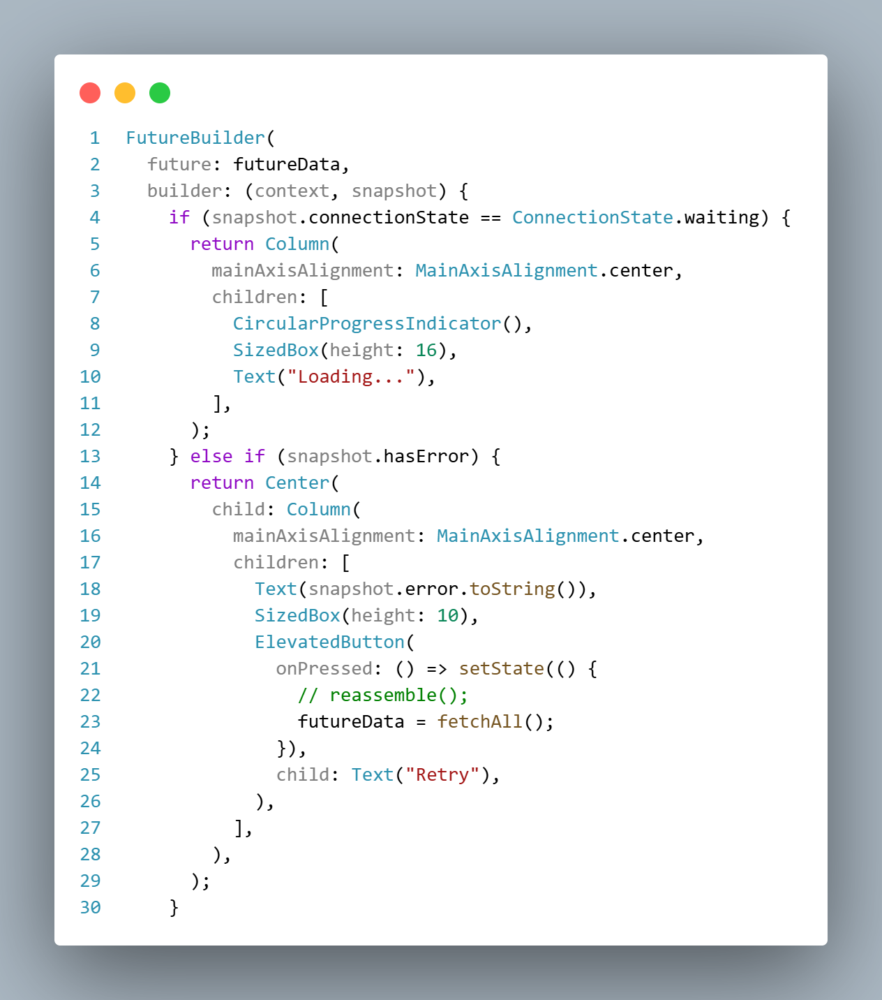 1 FutureBuilder(
2   future: futureData,
3   builder: (context, snapshot) {
4     if (snapshot.connectionState == ConnectionState.waiting) {
5       return Column(
6         mainAxisAlignment: MainAxisAlignment.center,
7         children: [
8           CircularProgressIndicator(),
9           SizedBox(height: 16),
10           Text("Loading..."),
11         ],
12       );
13     } else if (snapshot.hasError) {
14       return Center(
15         child: Column(
16           mainAxisAlignment: MainAxisAlignment.center,
17           children: [
18             Text(snapshot.error.toString()),
19             SizedBox(height: 10),
20             ElevatedButton(
21               onPressed: () => setState(() {
22                 // reassemble();
23                 futureData = fetchAll();
24               }),
25               child: Text("Retry"),
26             ),
27           ],
28         ),
29       );
30     }